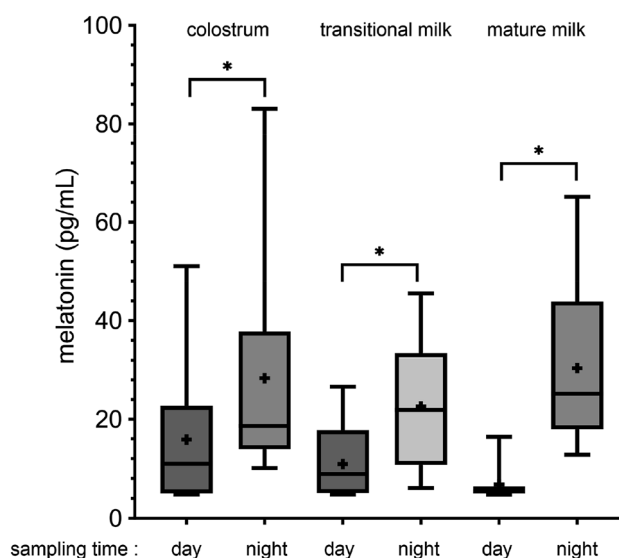 colostrum transitional milk mature milk
100
80
60
40
20
0
melatonin (pg/mL)
* * *
sampling time : day night day night day night